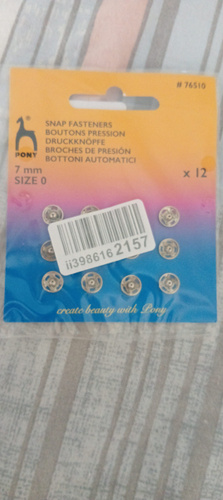 # 76510
SNAP FASTENERS
BOUTONS PRESSION
DRUCKKNÖPFE
BROCHES DE PRESIÓN
BOTTONI AUTOMATICI
PONY
7 mm
SIZE 0
x 12
li398616 2157
create beauty with Pony